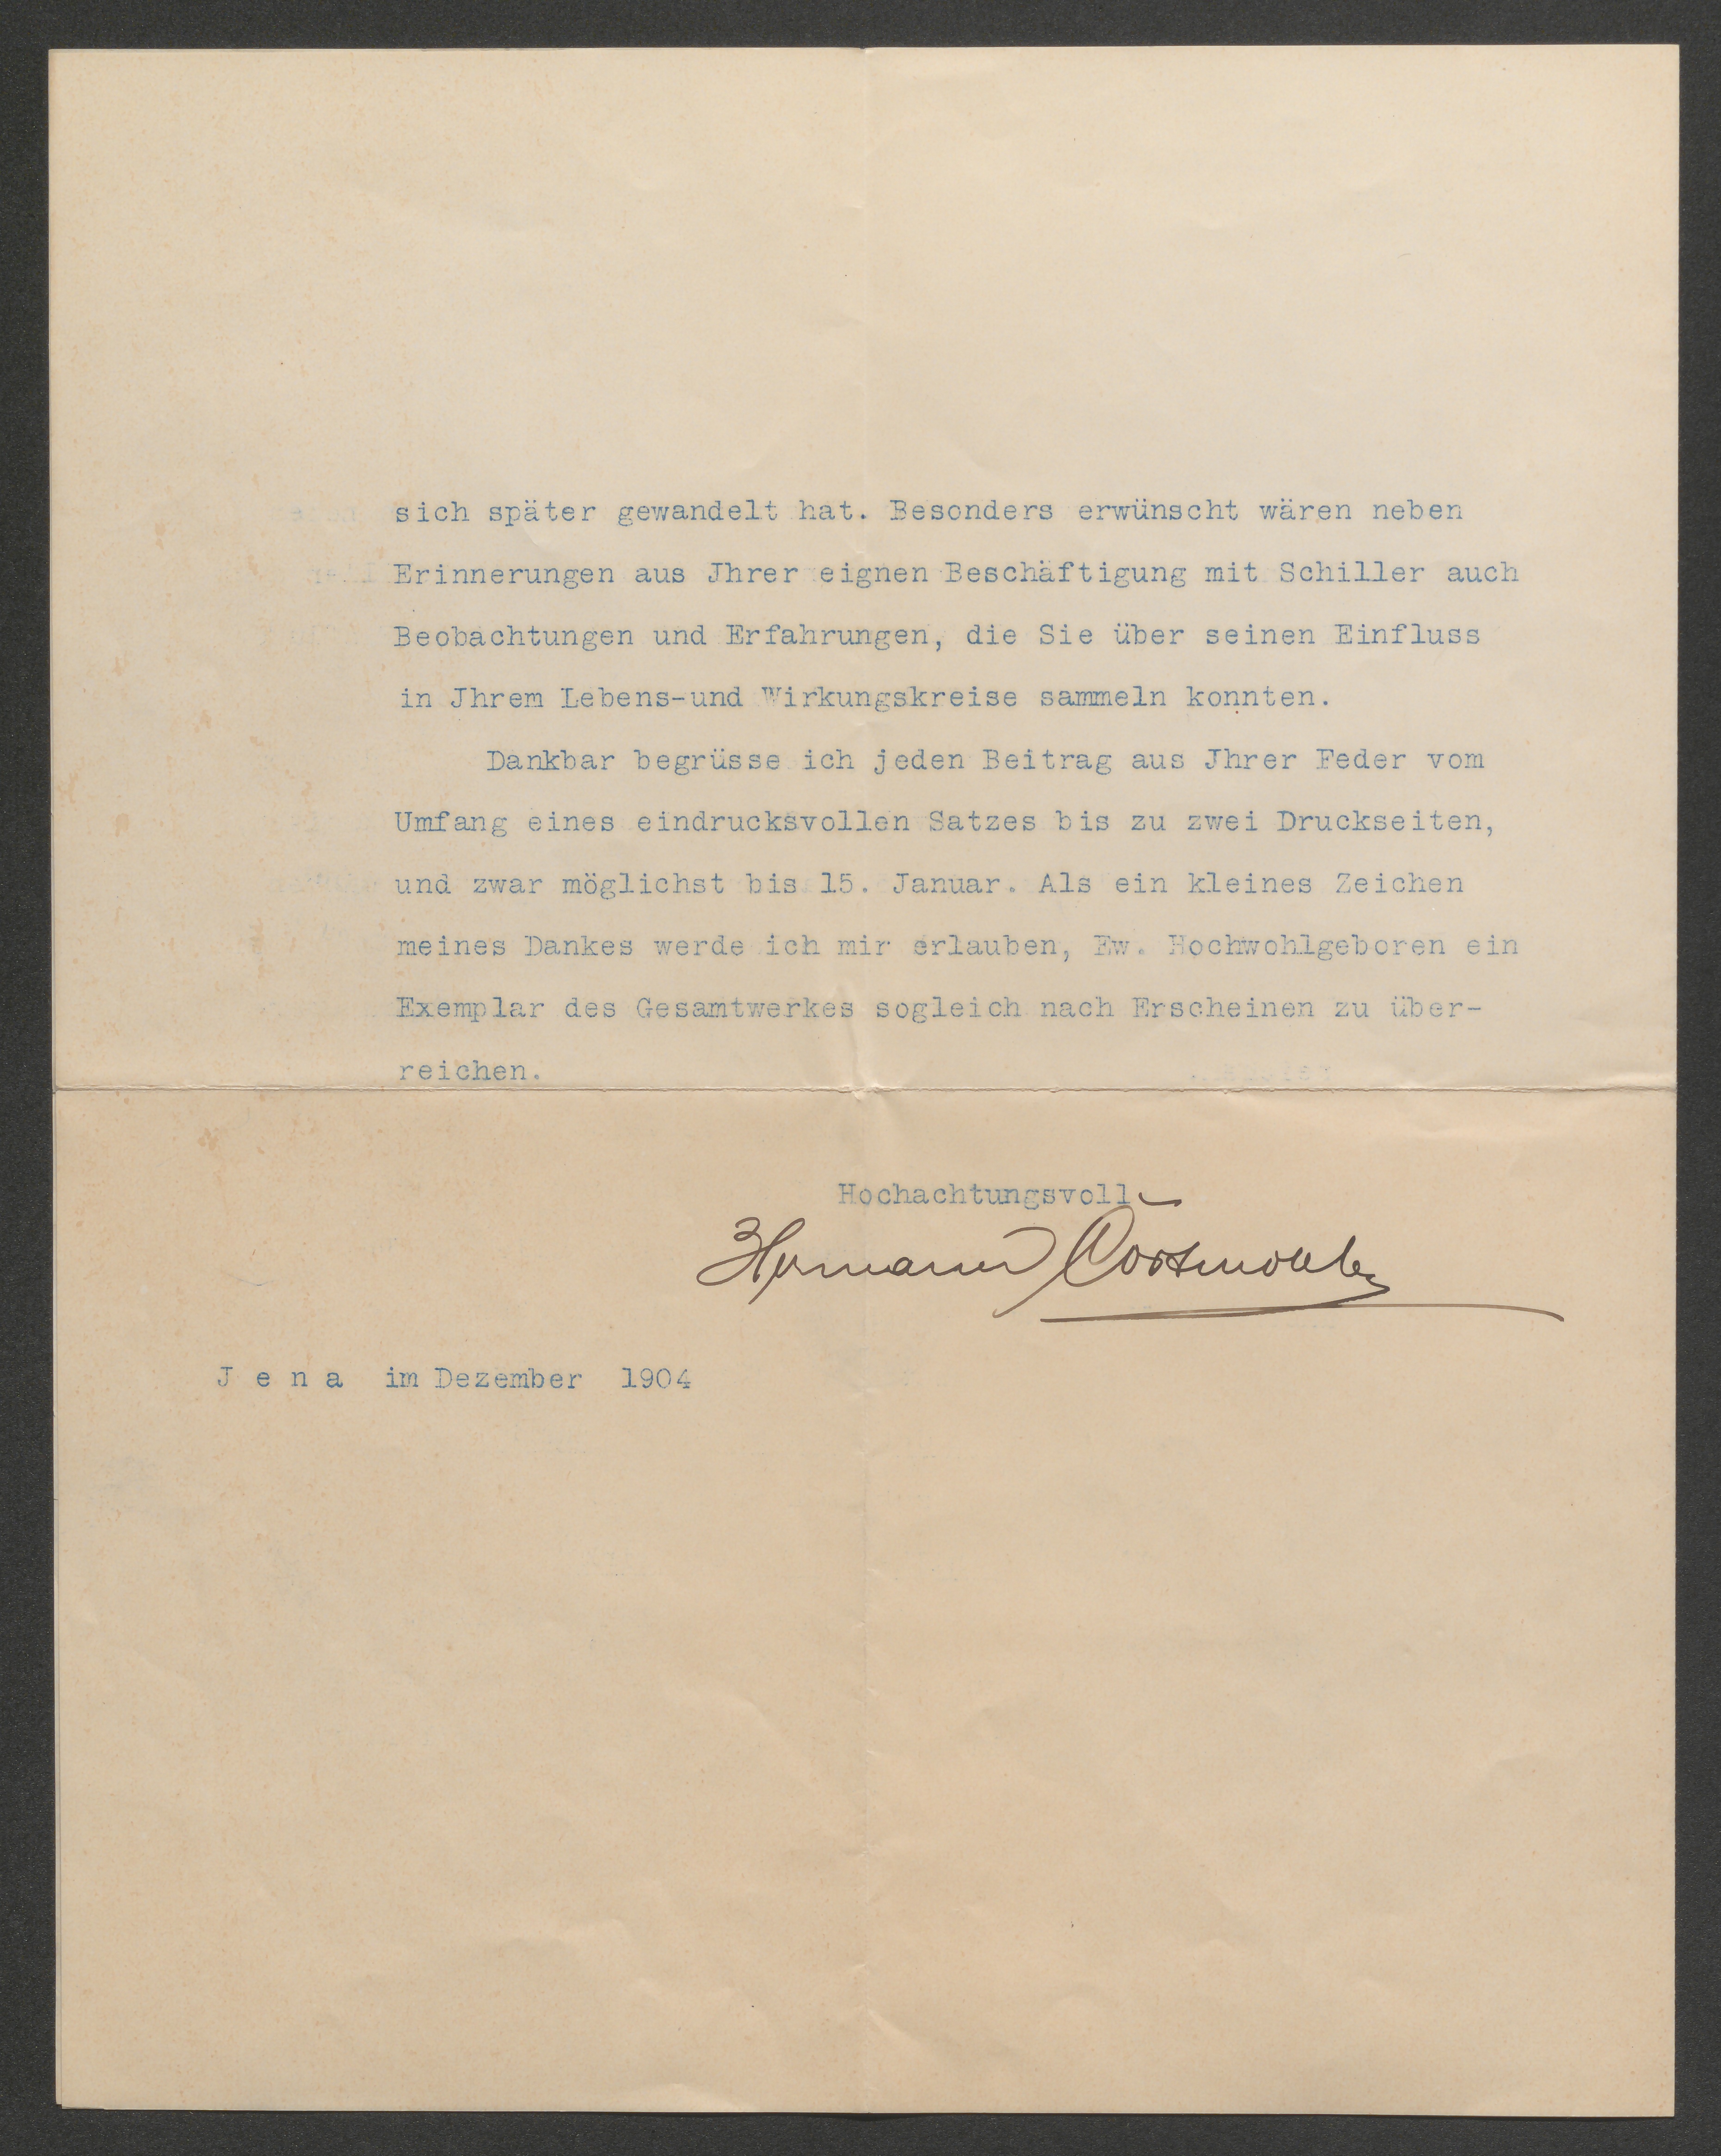 sich später gewandelt hat. Besonders erwünscht wären neben
Erinnerungen aus Jhrer eignen Beschäftigung mit Schiller auch
Beobachtungen und Erfahrungen, die Sie über seinen Einfluss
in Jhrem Lebens-und Wirkungskreise sammeln konnten.
Dankbar begrüsse ich jeden Beitrag aus Jhrer Feder vom
Umfang eines eindrucksvollen Satzes bis zu zwei Druckseiten,
und zwar möglichst bis 15. Januar. Als ein kleines Zeichen
meines Dankes werde ich mir erlauben, Ew. Hochwohlgeboren ein
Exemplar des Gesamtwerkes sogleich nach Erscheinen zu über-
reichen.
Hochachtungsvoll
Hermann
J e n a im Dezember 1904